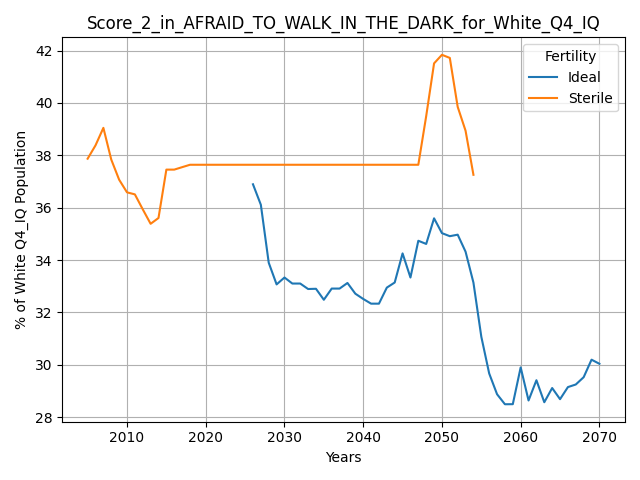 Score_2_in_AFRAID_TO_WALK_IN_THE_DARK_for_White_Q4_IQ
Fertility
Ideal
Sterile
% of White Q4_IQ Population
42
40
38
36
34
32
30
28
2010 2020 2030 2040 2050 2060 2070
Years